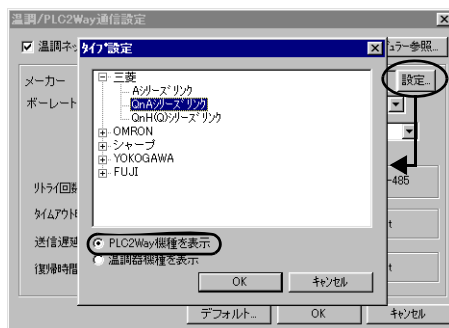 温調/PLC2Way通信設定
温調ネッ
ュラー参照...
タイプ設定
メーカー
設定...
ボーレート
三菱
Aシリーズリンク
QnAシリーズリンク
QnH(Q)シリーズリンク
OMRON
シャープ
YOKOGAWA
FUJI
リトライ回数
-485
タイムアウト時
t
送信遅延
PLC2Way機種を表示
温調器機種を表示
復帰時間
t
OK
キャンセル
デフォルト...
OK
キャンセル